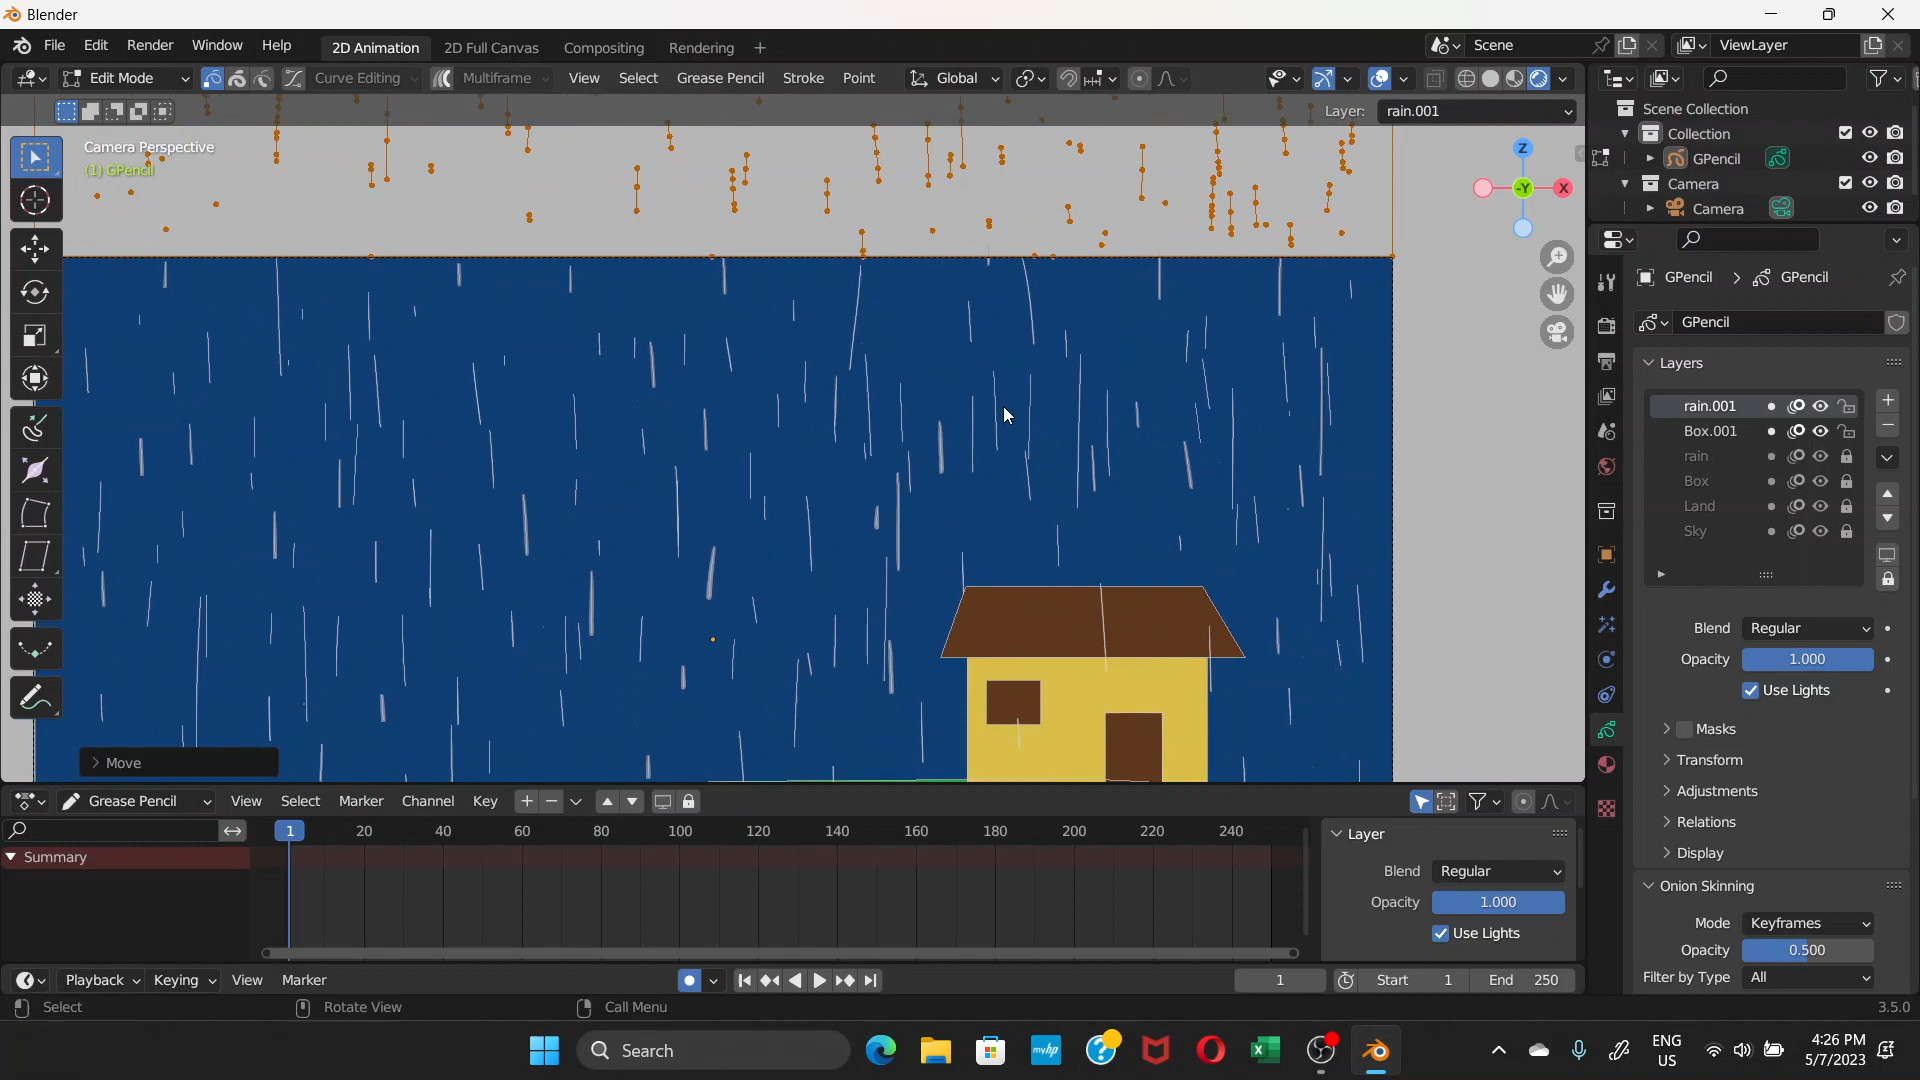 Blender
File Edit Render Window Help 2D Animation 2D Full Canvas Compositing Rendering Scene ViewLayer
Edit Mode Curve Editing Multiframe View Select Grease Pencil Stroke Point Global
Layer: rain.001
Camera Perspective
(1) GPencil
Z
-Y
X
Move
Scene Collection
Collection
GPencil
Camera
Camera
GPencil GPencil
GPencil
Layers
rain.001
Box.001
rain
Box
Land
Sky
Blend Regular
Opacity 1.000
Use Lights
Masks
Transform
Adjustments
Relations
Display
Onion Skinning
Mode Keyframes
Opacity 0.500
Filter by Type All
Grease Pencil View Select Marker Channel Key
1 20 40 60 80 100 120 140 160 180 200 220 240
Summary
Layer
Blend Regular
Opacity 1.000
Use Lights
Playback Keying View Marker 1 Start 1 End 250
Select Rotate View Call Menu 3.5.0
Search
myhp
ENG
US
4:26 PM
5/7/2023